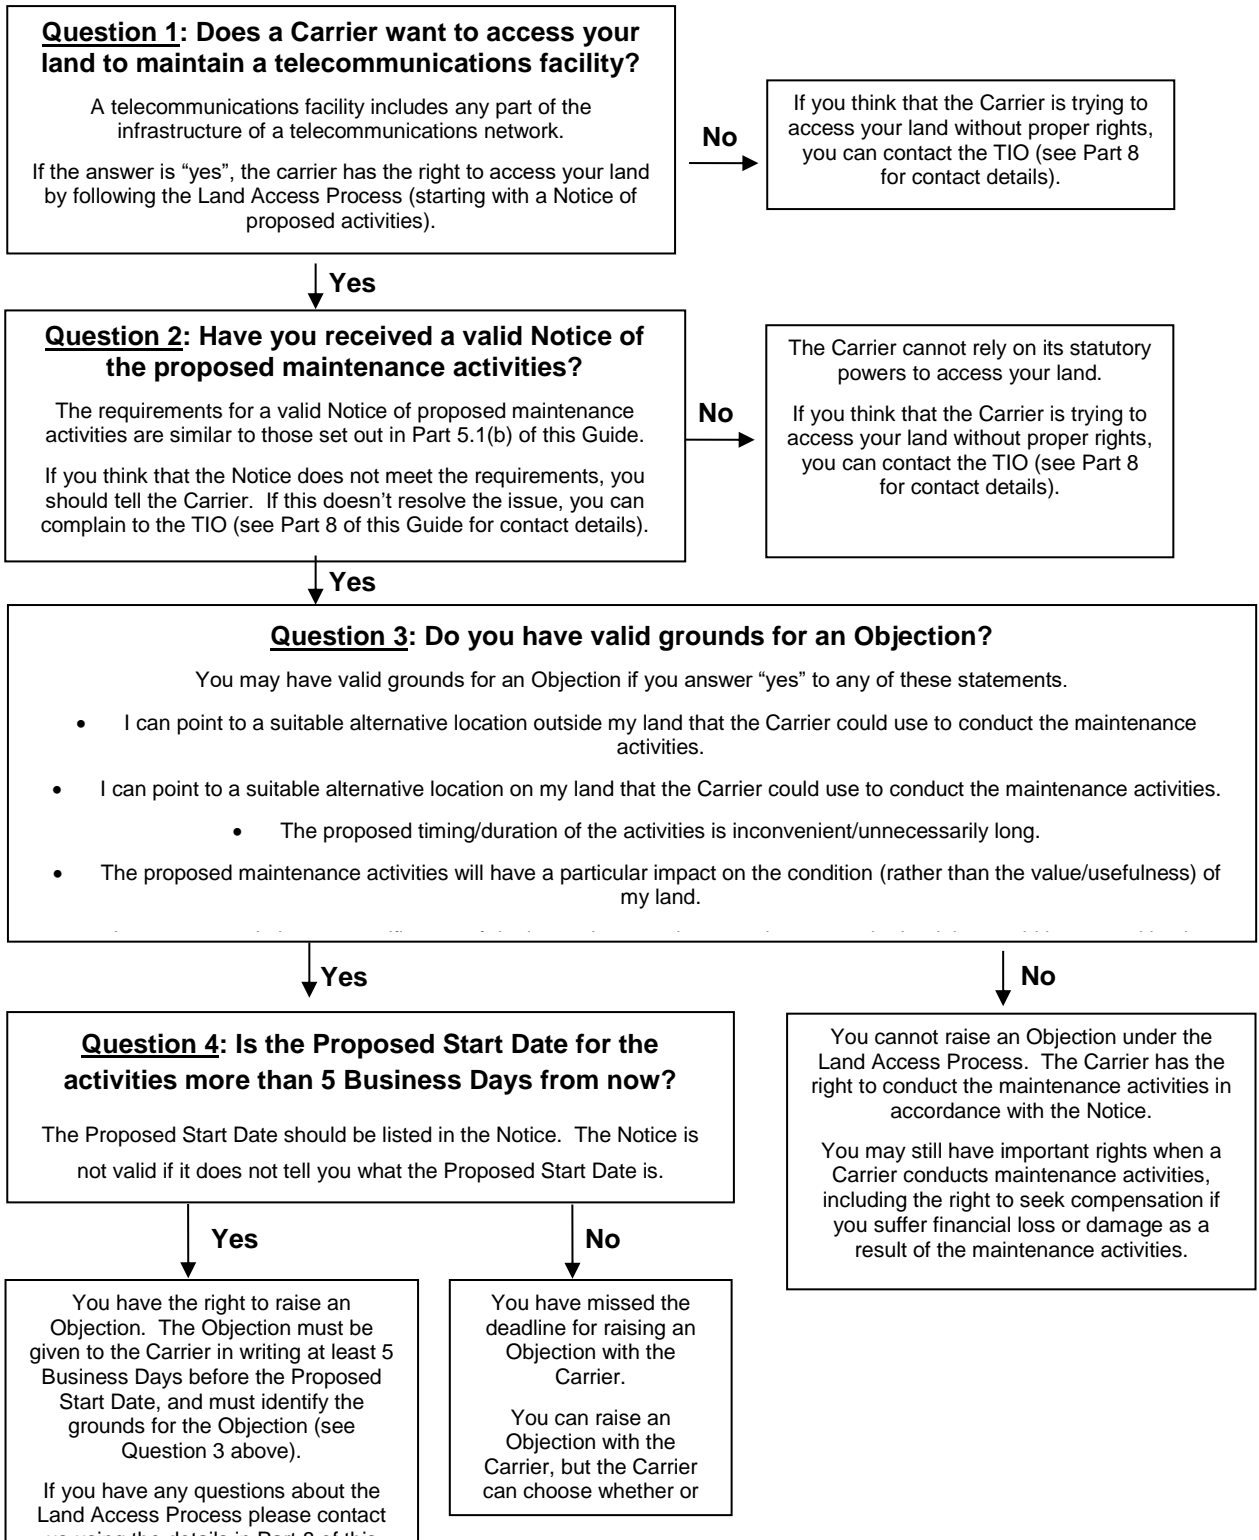 Question 1: Does a Carrier want to access your
land to maintain a telecommunications facility?
A telecommunications facility includes any part of the
infrastructure of a telecommunications network.
If the answer is “yes”, the carrier has the right to access your land
by following the Land Access Process (starting with a Notice of
proposed activities).
No
If you think that the Carrier is trying to
access your land without proper rights,
you can contact the TIO (see Part 8
for contact details).
Yes
Question 2: Have you received a valid Notice of
the proposed maintenance activities?
The requirements for a valid Notice of proposed maintenance
activities are similar to those set out in Part 5.1(b) of this Guide.
If you think that the Notice does not meet the requirements, you
should tell the Carrier.  If this doesn’t resolve the issue, you can
complain to the TIO (see Part 8 of this Guide for contact details).
No
The Carrier cannot rely on its statutory
powers to access your land.
If you think that the Carrier is trying to
access your land without proper rights,
you can contact the TIO (see Part 8
for contact details).
Yes
Question 3: Do you have valid grounds for an Objection?
You may have valid grounds for an Objection if you answer “yes” to any of these statements.
• I can point to a suitable alternative location outside my land that the Carrier could use to conduct the maintenance
activities.
• I can point to a suitable alternative location on my land that the Carrier could use to conduct the maintenance activities.
• The proposed timing/duration of the activities is inconvenient/unnecessarily long.
• The proposed maintenance activities will have a particular impact on the condition (rather than the value/usefulness) of
my land.
Yes
No
Question 4: Is the Proposed Start Date for the
activities more than 5 Business Days from now?
The Proposed Start Date should be listed in the Notice.  The Notice is
not valid if it does not tell you what the Proposed Start Date is.
You cannot raise an Objection under the
Land Access Process.  The Carrier has the
right to conduct the maintenance activities in
accordance with the Notice.
You may still have important rights when a
Carrier conducts maintenance activities,
including the right to seek compensation if
you suffer financial loss or damage as a
result of the maintenance activities.
Yes
No
You have the right to raise an
Objection.  The Objection must be
given to the Carrier in writing at least 5
Business Days before the Proposed
Start Date, and must identify the
grounds for the Objection (see
Question 3 above).
If you have any questions about the
Land Access Process please contact
us using the details in Part 8 of this
You have missed the
deadline for raising an
Objection with the
Carrier.
You can raise an
Objection with the
Carrier, but the Carrier
can choose whether or